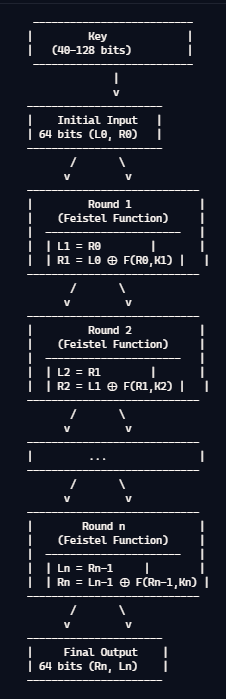 Key
(40-128 bits)
Initial Input
64 bits (L0, R0)
Round 1
(Feistel Function)
L1 = R0
R1 = L0 ⊕ F(R0,K1)
Round 2
(Feistel Function)
L2 = R1
R2 = L1 ⊕ F(R1,K2)
...
Round n
(Feistel Function)
Ln = Rn-1
Rn = Ln-1 ⊕ F(Rn-1,Kn)
Final Output
64 bits (Rn, Ln)